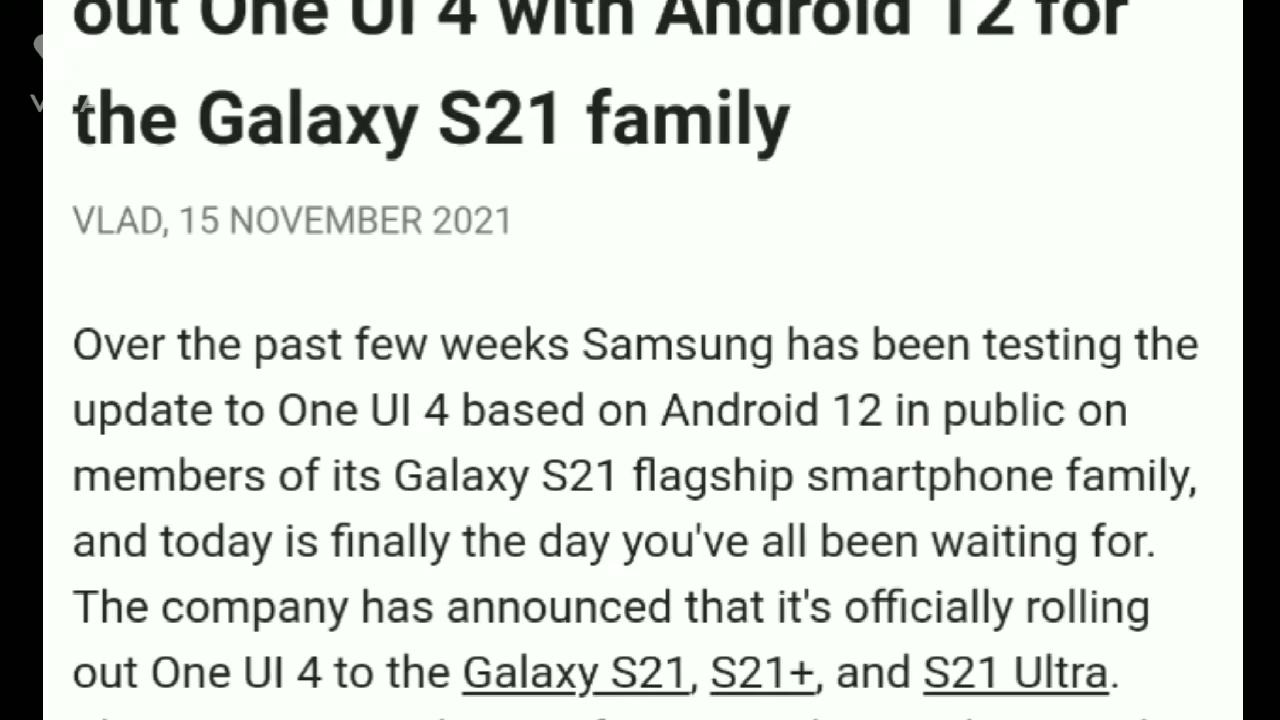 out One UI 4 with Android 12 for
the Galaxy S21 family
VLAD, 15 NOVEMBER 2021
Over the past few weeks Samsung has been testing the
update to One UI 4 based on Android 12 in public on
members of its Galaxy S21 flagship smartphone family,
and today is finally the day you've all been waiting for.
The company has announced that it's officially rolling
out One UI 4 to the Galaxy S21, S21+, and S21 Ultra.